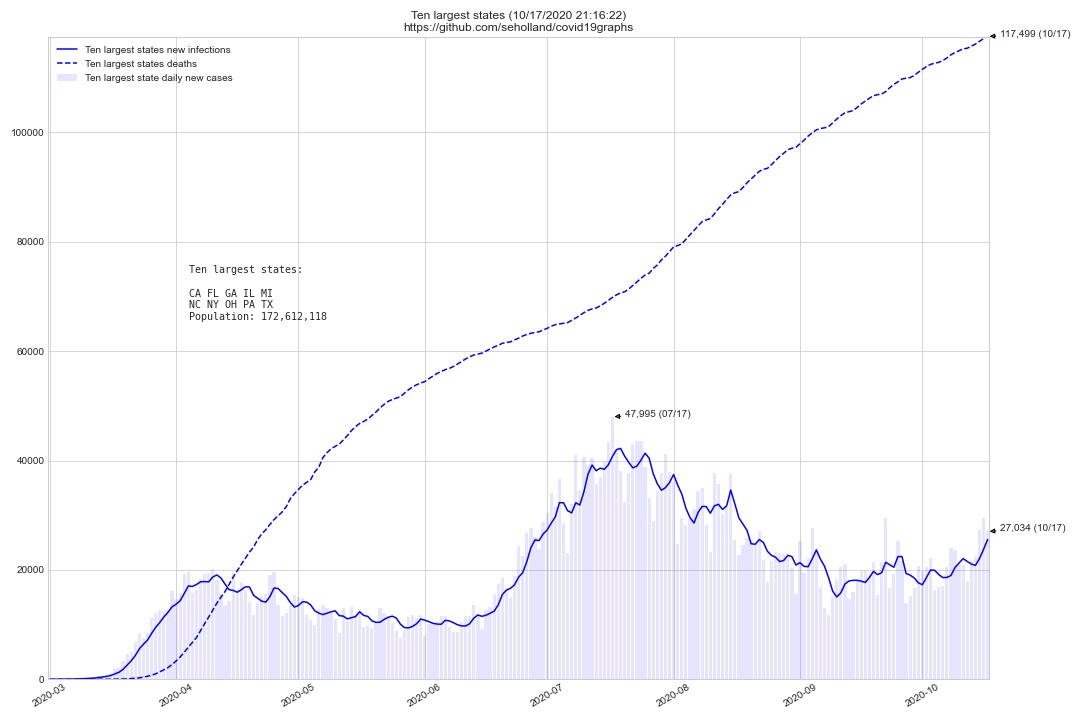 Ten largest states (10/17/2020 21:16:22)
https://github.com/seholland/covid19graphs
Ten largest states new infections
Ten largest states deaths
Ten largest state daily new cases
117,499 (10/17)
100000
80000
Ten largest states:
CA FL GA IL MI
NC NY OH PA TX
Population: 172,612,118
60000
47,995 (07/17)
40000
27,034 (10/17)
20000
0
2020-03
2020-04
2020-05
2020-06
2020-07
2020-08
2020-09
2020-10